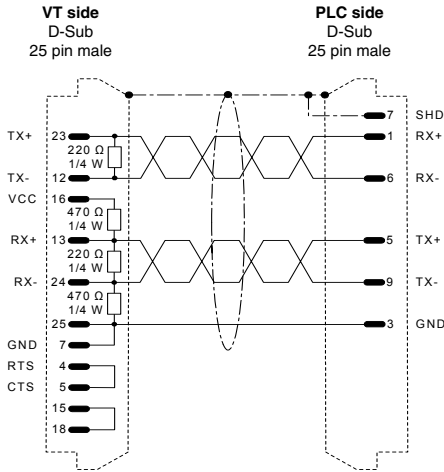 VT side
D-Sub
25 pin male
PLC side
D-Sub
25 pin male
7 SHD
TX+ 23
1 RX+
220 Ω
1/4 W
TX- 12
6 RX-
VCC 16
470 Ω
1/4 W
RX+ 13
5 TX+
220 Ω
1/4 W
RX- 24
9 TX-
470 Ω
1/4 W
25
3 GND
GND 7
RTS 4
CTS 5
15
18